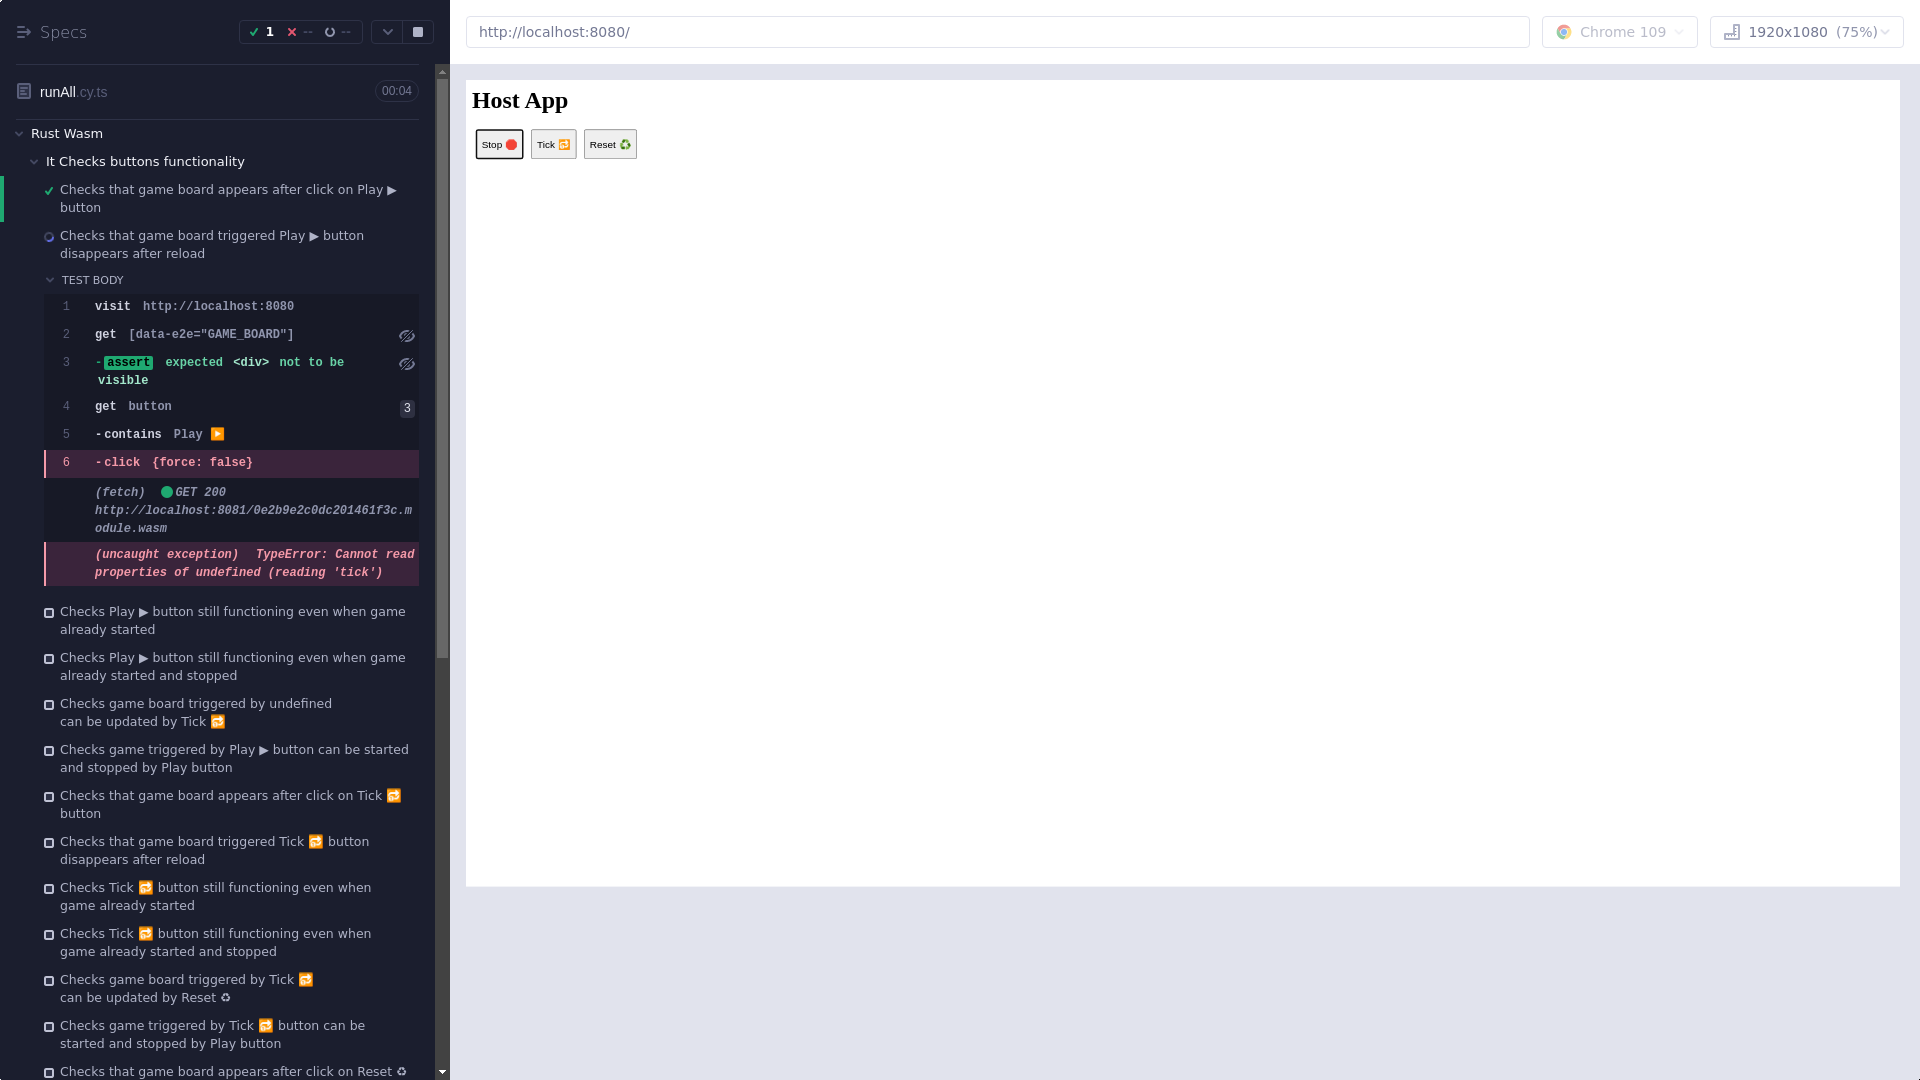 Specs
1
--
--
runAll.cy.ts
00:04
Rust Wasm
It Checks buttons functionality
Checks that game board appears after click on Play ▶
button
Checks that game board triggered Play ▶ button
disappears after reload
TEST BODY
1 visit http://localhost:8080
2 get [data-e2e="GAME_BOARD"]
3 -assert expected <div> not to be
visible
4 get button 3
5 -contains Play ▶️
6 -click {force: false}
(fetch) GET 200
http://localhost:8081/0e2b9e2c0dc201461f3c.m
odule.wasm
(uncaught exception) TypeError: Cannot read
properties of undefined (reading 'tick')
Checks Play ▶ button still functioning even when game
already started
Checks Play ▶ button still functioning even when game
already started and stopped
Checks game board triggered by undefined
can be updated by Tick 🔁
Checks game triggered by Play ▶ button can be started
and stopped by Play button
Checks that game board appears after click on Tick 🔁
button
Checks that game board triggered Tick 🔁 button
disappears after reload
Checks Tick 🔁 button still functioning even when
game already started
Checks Tick 🔁 button still functioning even when
game already started and stopped
Checks game board triggered by Tick 🔁
can be updated by Reset ♻
Checks game triggered by Tick 🔁 button can be
started and stopped by Play button
Checks that game board appears after click on Reset ♻
http://localhost:8080/
Chrome 109
1920x1080 (75%)
Host App
Stop 🛑
Tick 🔁
Reset ♻️